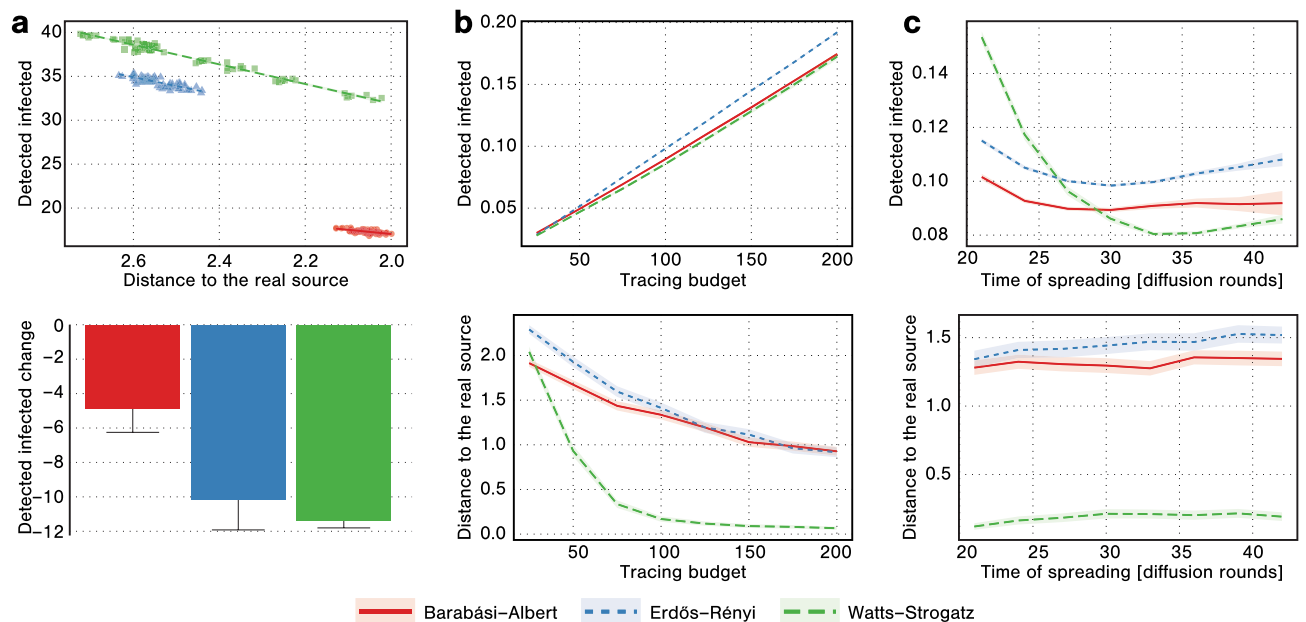 a
Detected infected
40
35
30
25
20
2.6
2.4
2.2
2.0
Distance to the real source
b
Detected infected
0.20
0.15
0.10
0.05
50
100
150
200
Tracing budget
c
Detected infected
0.14
0.12
0.10
0.08
20
25
30
35
40
Time of spreading [diffusion rounds]
Detected infected change
0
−2
−4
−6
−8
−10
−12
Distance to the real source
2.0
1.5
1.0
0.5
0.0
50
100
150
200
Tracing budget
Distance to the real source
1.5
1.0
0.5
20
25
30
35
40
Time of spreading [diffusion rounds]
Barabási–Albert
Erdős–Rényi
Watts–Strogatz